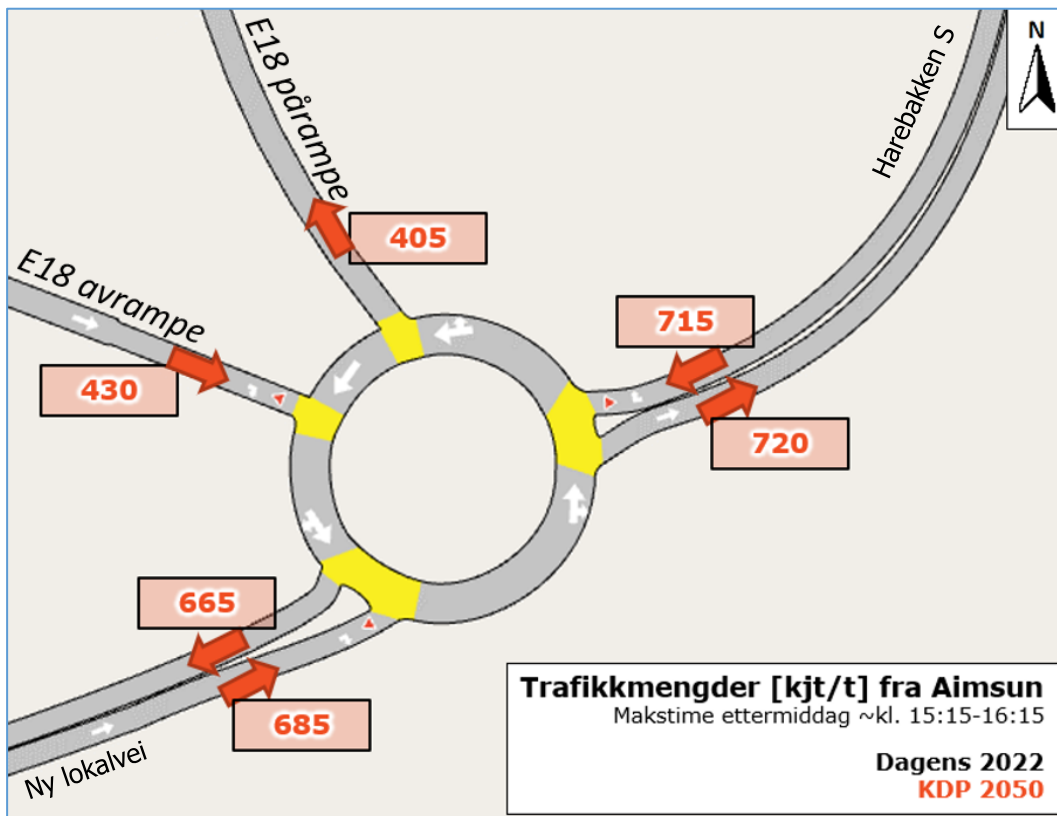 E18 pårampe
Harebakken S
N
405
E18 avrampe
715
430
720
665
685
Ny lokalvei
Trafikkmengder [kjt/t] fra Aimsun
Makstime ettermiddag ~kl. 15:15-16:15
Dagens 2022
KDP 2050